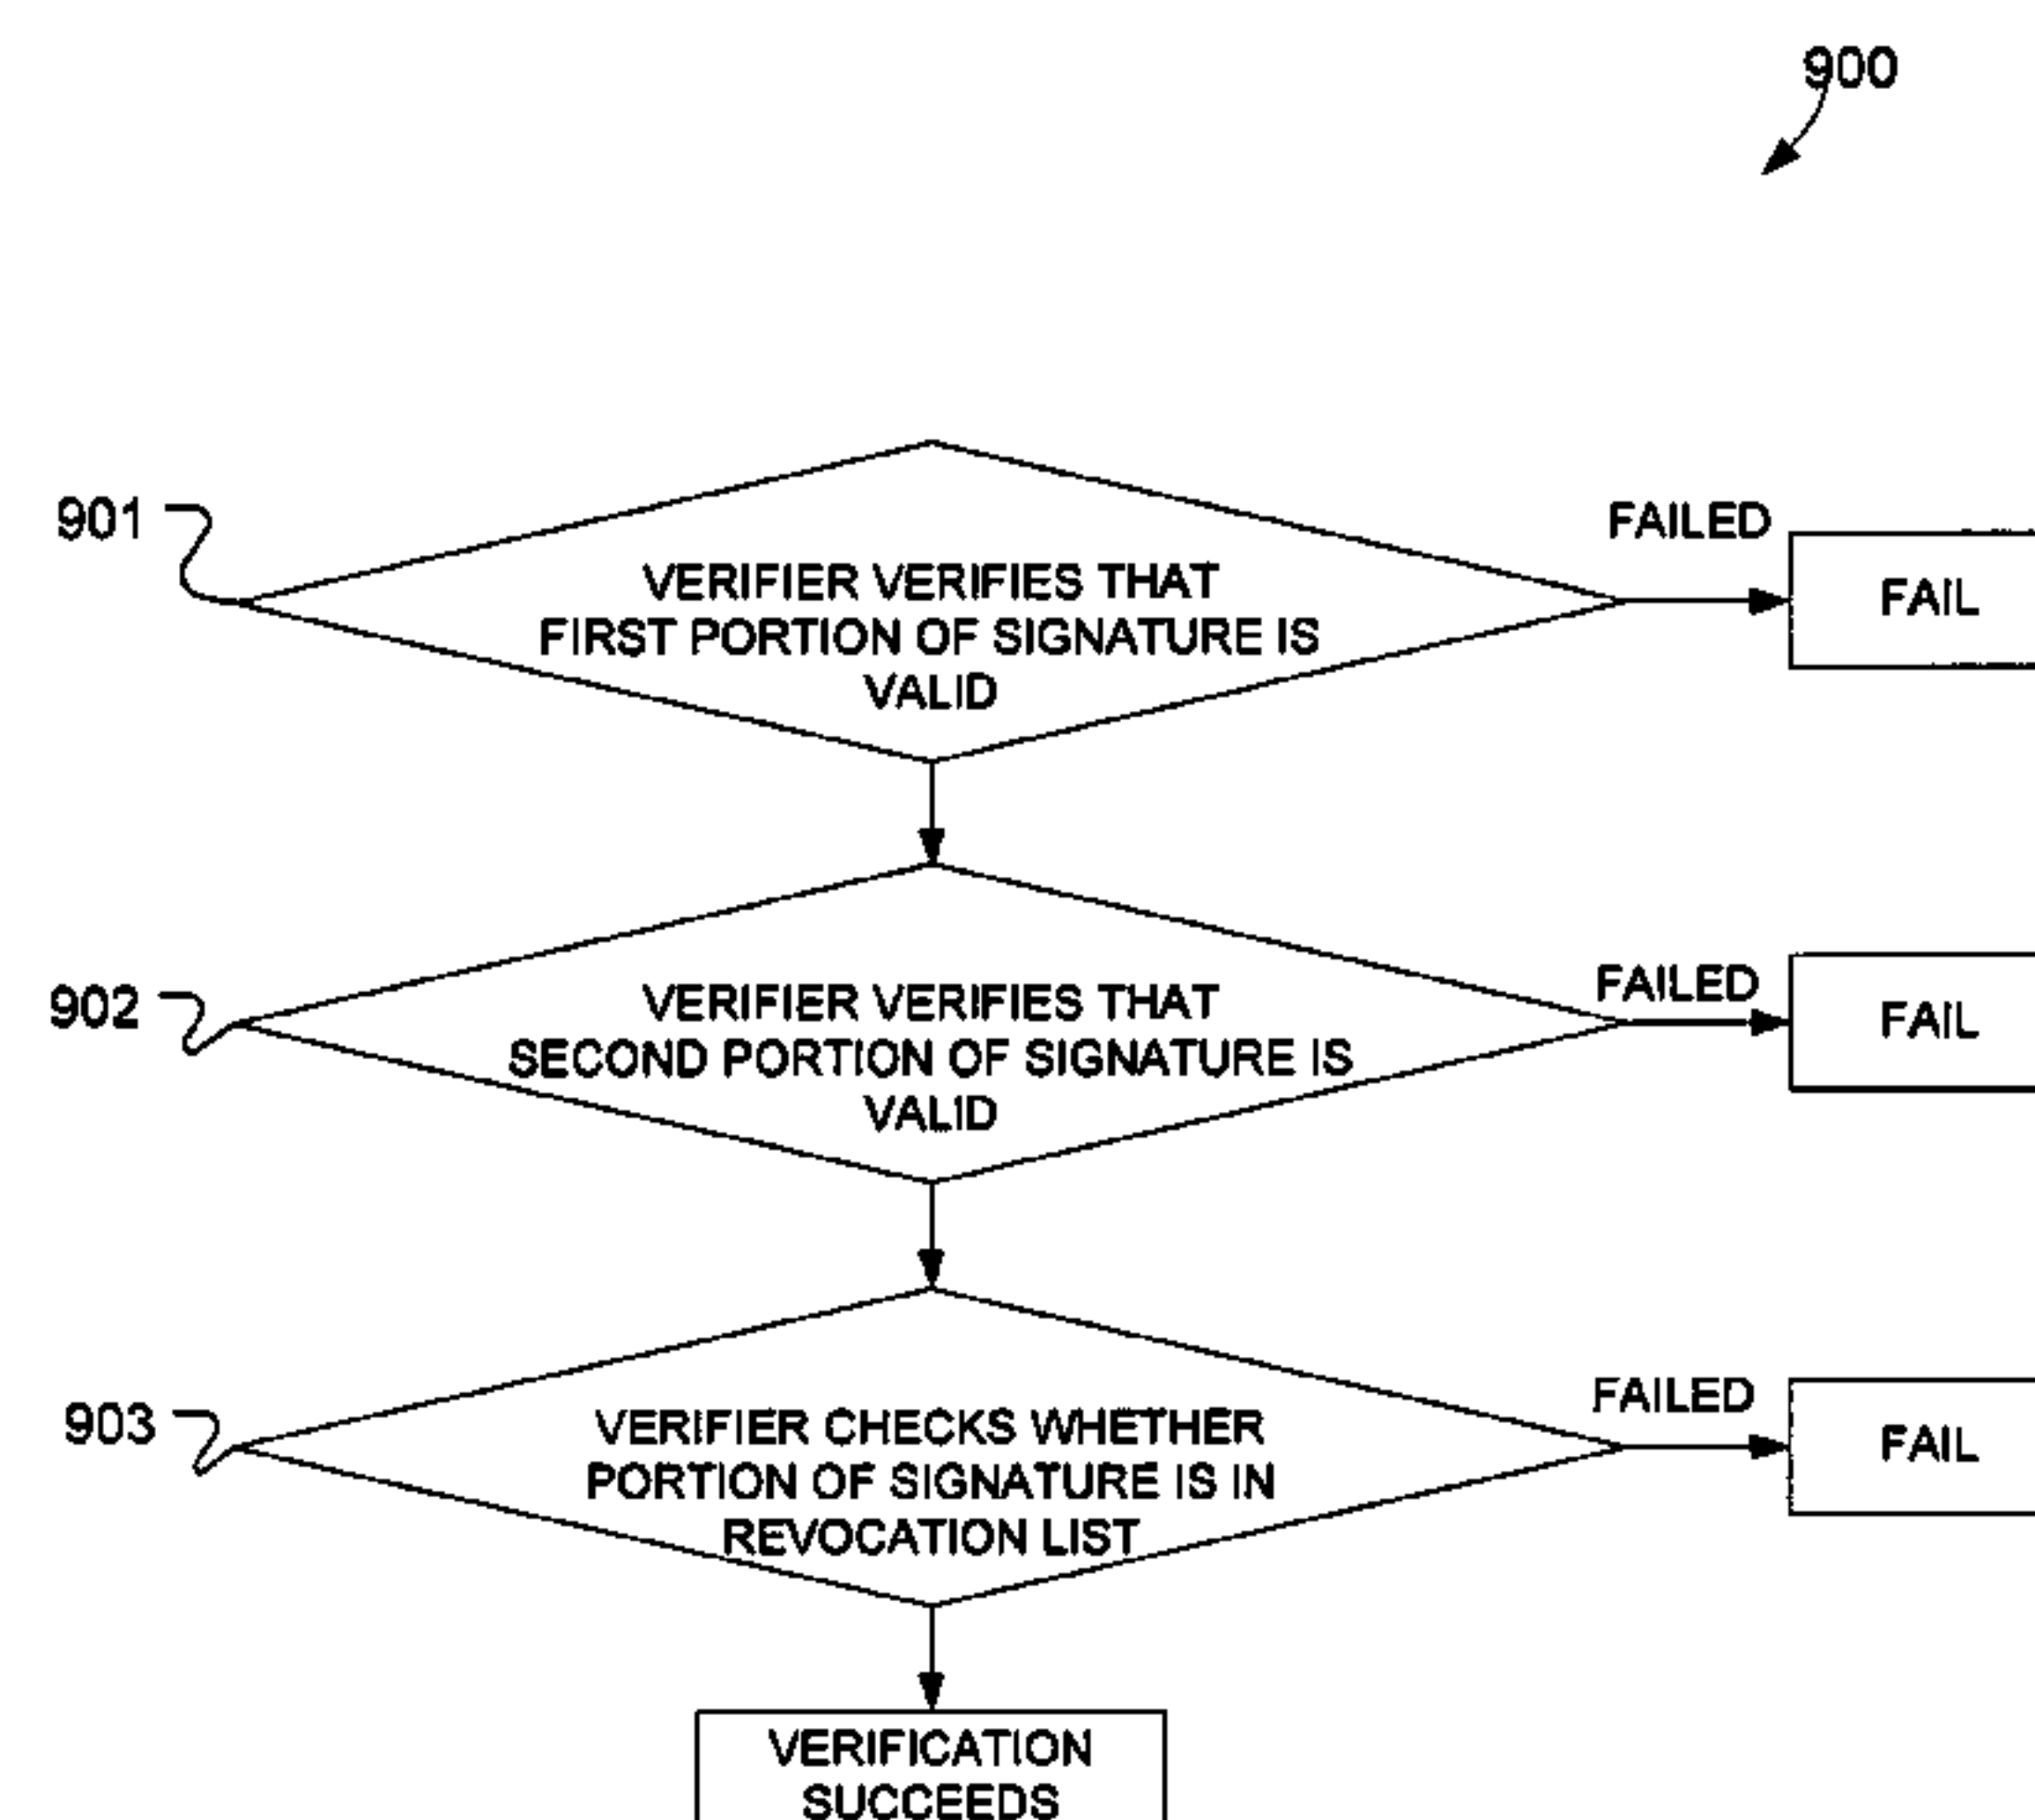 900
901
FAILED
VERIFIER VERIFIES THAT
FIRST PORTION OF SIGNATURE IS
VALID
FAIL
902
FAILED
VERIFIER VERIFIES THAT
SECOND PORTION OF SIGNATURE IS
VALID
FAIL
903
FAILED
VERIFIER CHECKS WHETHER
PORTION OF SIGNATURE IS IN
REVOCATION LIST
FAIL
VERIFICATION
SUCCEEDS